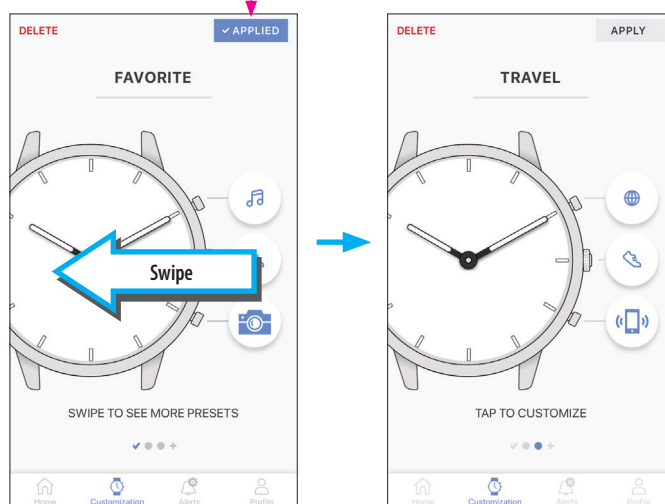 DELETE
✓ APPLIED
FAVORITE
Swipe
SWIPE TO SEE MORE PRESETS
Home
Customization
Alerts
Profile
DELETE
APPLY
TRAVEL
TAP TO CUSTOMIZE
Home
Customization
Alerts
Profile